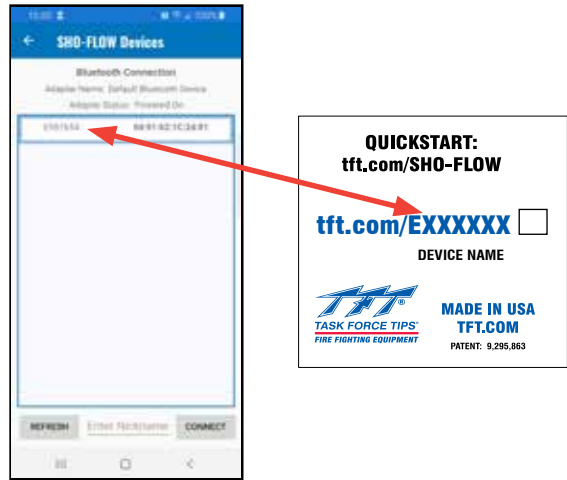 SHO-FLOW Devices
Bluetooth Connection
Adapter Name: Default Bluetooth Device
Adapter Status: Powered On
REFRESH
Enter Nickname
CONNECT
QUICKSTART:
tft.com/SHO-FLOW
tft.com/EXXXXXX
DEVICE NAME
TFT®
TASK FORCE TIPS®
FIRE FIGHTING EQUIPMENT
MADE IN USA
TFT.COM
PATENT: 9,295,863